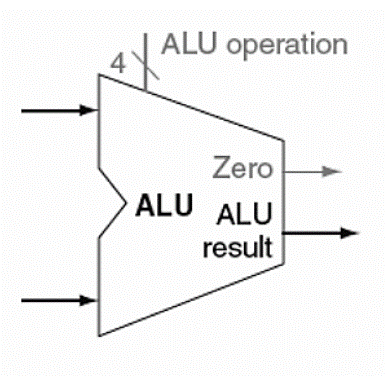 4 ALU operation
Zero
ALU
ALU
result